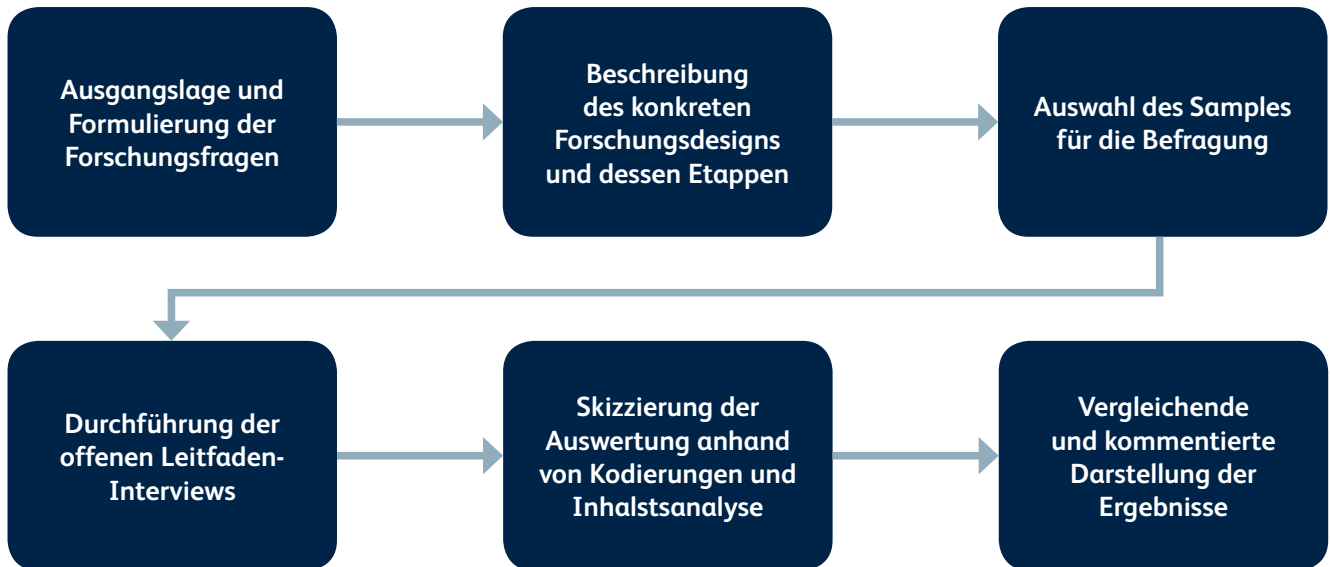 Ausgangslage und
Formulierung der
Forschungsfragen
Beschreibung
des konkreten
Forschungsdesigns
und dessen Etappen
Auswahl des Samples
für die Befragung
Durchführung der
offenen Leitfaden-
Interviews
Skizzierung der
Auswertung anhand
von Kodierungen und
Inhalstsanalyse
Vergleichende
und kommentierte
Darstellung der
Ergebnisse